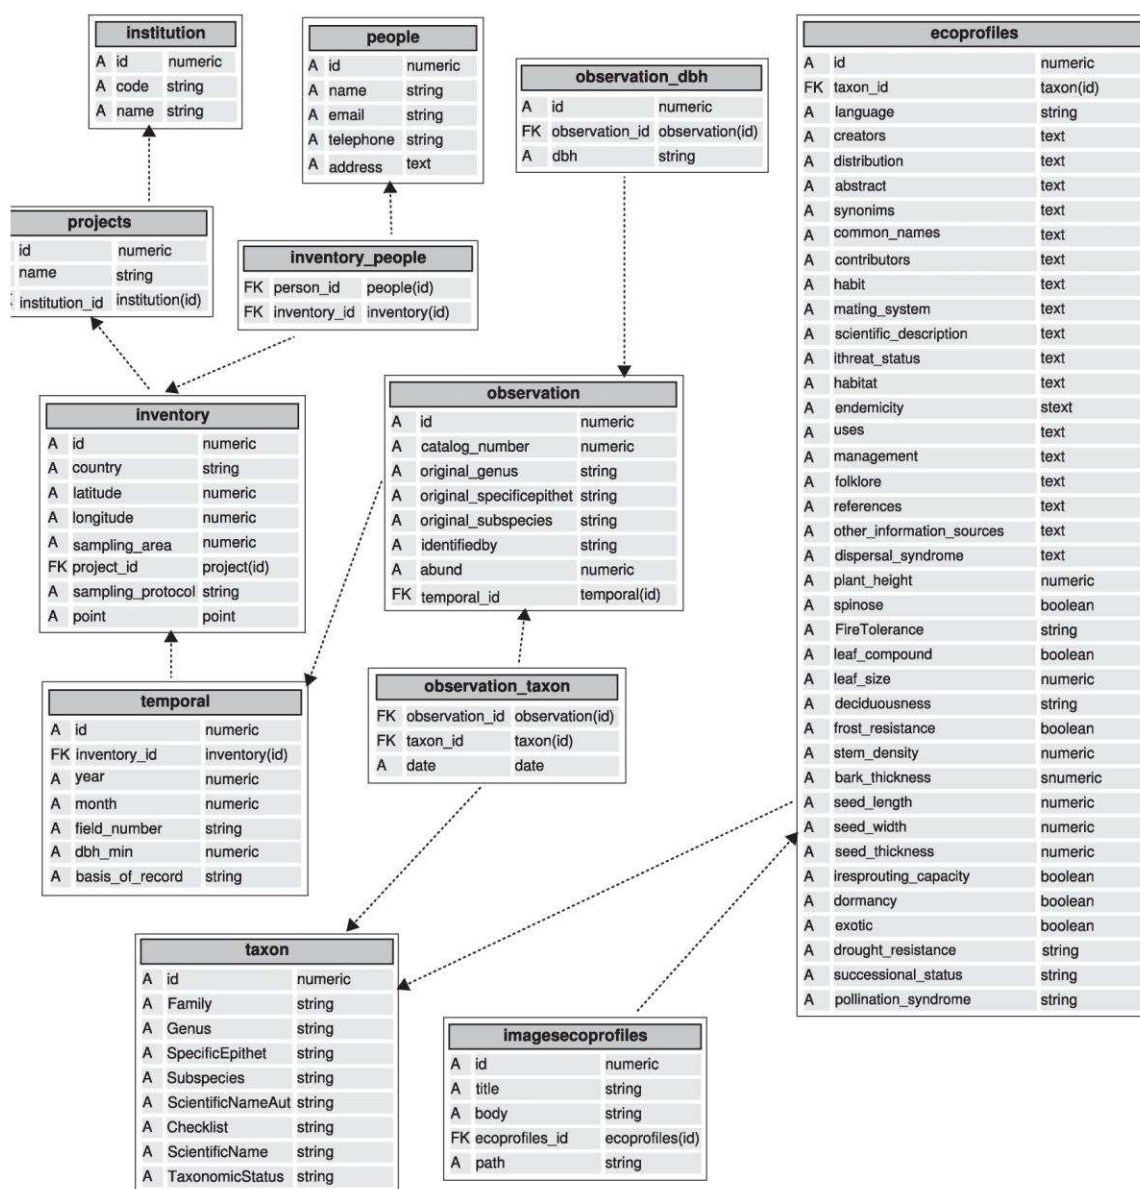 institution
A id numeric
A code string
A name string
people
A id numeric
A name string
A email string
A telephone string
A address text
observation_dbh
A id numeric
FK observation_id observation(id)
A dbh string
projects
id numeric
name string
institution_id institution(id)
inventory_people
FK person_id people(id)
FK inventory_id inventory(id)
inventory
A id numeric
A country string
A latitude numeric
A longitude numeric
A sampling_area numeric
FK project_id project(id)
A sampling_protocol string
A point point
observation
A id numeric
A catalog_number numeric
A original_genus string
A original_specificepithet string
A original_subspecies string
A identifiedby string
A abund numeric
FK temporal_id temporal(id)
temporal
A id numeric
FK inventory_id inventory(id)
A year numeric
A month numeric
A field_number string
A dbh_min numeric
A basis_of_record string
observation_taxon
FK observation_id observation(id)
FK taxon_id taxon(id)
A date date
taxon
A id numeric
A Family string
A Genus string
A SpecificEpithet string
A Subspecies string
A ScientificNameAut string
A Checklist string
A ScientificName string
A TaxonomicStatus string
imagesecoprofiles
A id numeric
A title string
A body string
FK ecoprofiles_id ecoprofiles(id)
A path string
ecoprofiles
A id numeric
FK taxon_id taxon(id)
A language string
A creators text
A distribution text
A abstract text
A synonims text
A common_names text
A contributors text
A habit text
A mating_system text
A scientific_description text
A ithreat_status text
A habitat text
A endemicity stext
A uses text
A management text
A folklore text
A references text
A other_information_sources text
A dispersal_syndrome text
A plant_height numeric
A spinose boolean
A FireTolerance string
A leaf_compound boolean
A leaf_size numeric
A deciduousness string
A frost_resistance boolean
A stem_density numeric
A bark_thickness snumeric
A seed_length numeric
A seed_width numeric
A seed_thickness numeric
A iresprouting_capacity boolean
A dormancy boolean
A exotic boolean
A drought_resistance string
A successional_status string
A pollination_syndrome string